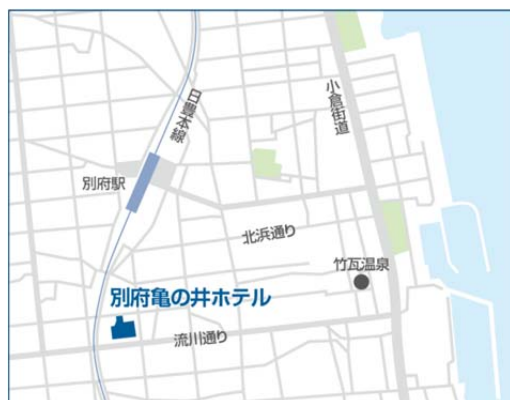 小倉街道
日豊本線
別府駅
北浜通り
竹瓦温泉
別府亀の井ホテル
流川通り